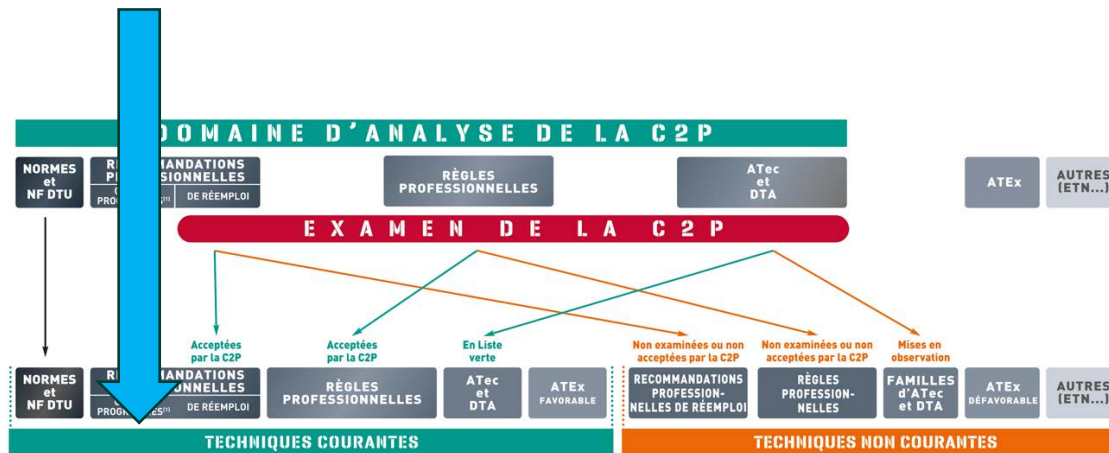 DOMAINE D'ANALYSE DE LA C2P
NORMES
et
NF DTU
PROFESSIONNELLES
DE RÉEMPLOI
RÈGLES
PROFESSIONNELLES
ATec
et
DTA
ATEx
AUTRES
(ETN...)
EXAMEN DE LA C2P
Acceptées
par la C2P
Acceptées
par la C2P
En Liste
verte
Non examinées ou non
acceptées par la C2P
Non examinées ou non
acceptées par la C2P
Mises en
observation
NORMES
et
NF DTU
DE RÉEMPLOI
RÈGLES
PROFESSIONNELLES
ATec
et
DTA
ATEx
FAVORABLE
RECOMMANDATIONS
PROFESSION-
NELLES DE RÉEMPLOI
RÈGLES
PROFESSION-
NELLES
FAMILLES
d'ATec
et DTA
ATEx
DÉFAVORABLE
AUTRES
(ETN...)
TECHNIQUES COURANTES
TECHNIQUES NON COURANTES